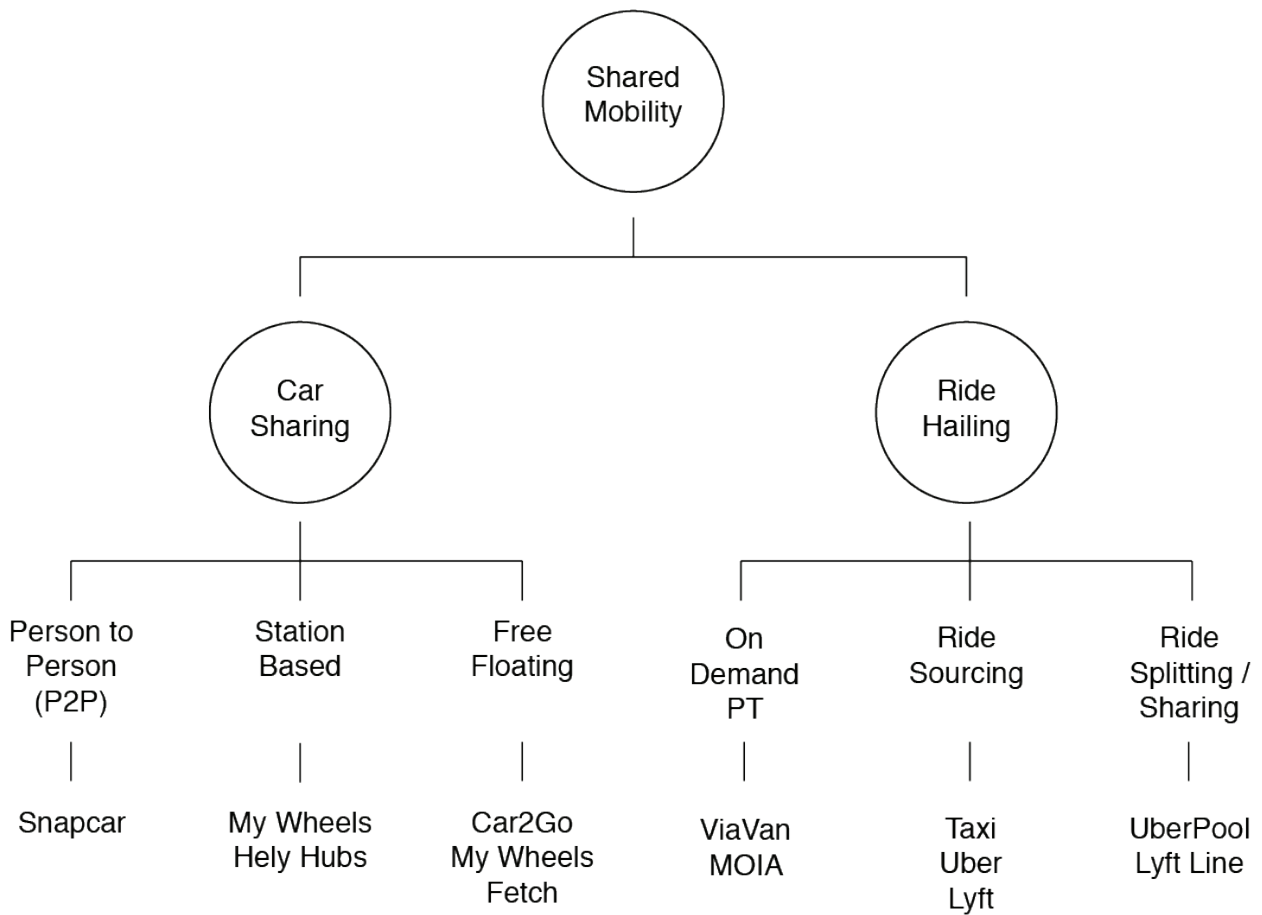 Shared
Mobility
Car
Sharing
Ride
Hailing
Person to
Person
(P2P)
Station
Based
Free
Floating
On
Demand
PT
Ride
Sourcing
Ride
Splitting /
Sharing
Snapcar
My Wheels
Hely Hubs
Car2Go
My Wheels
Fetch
ViaVan
MOIA
Taxi
Uber
Lyft
UberPool
Lyft Line